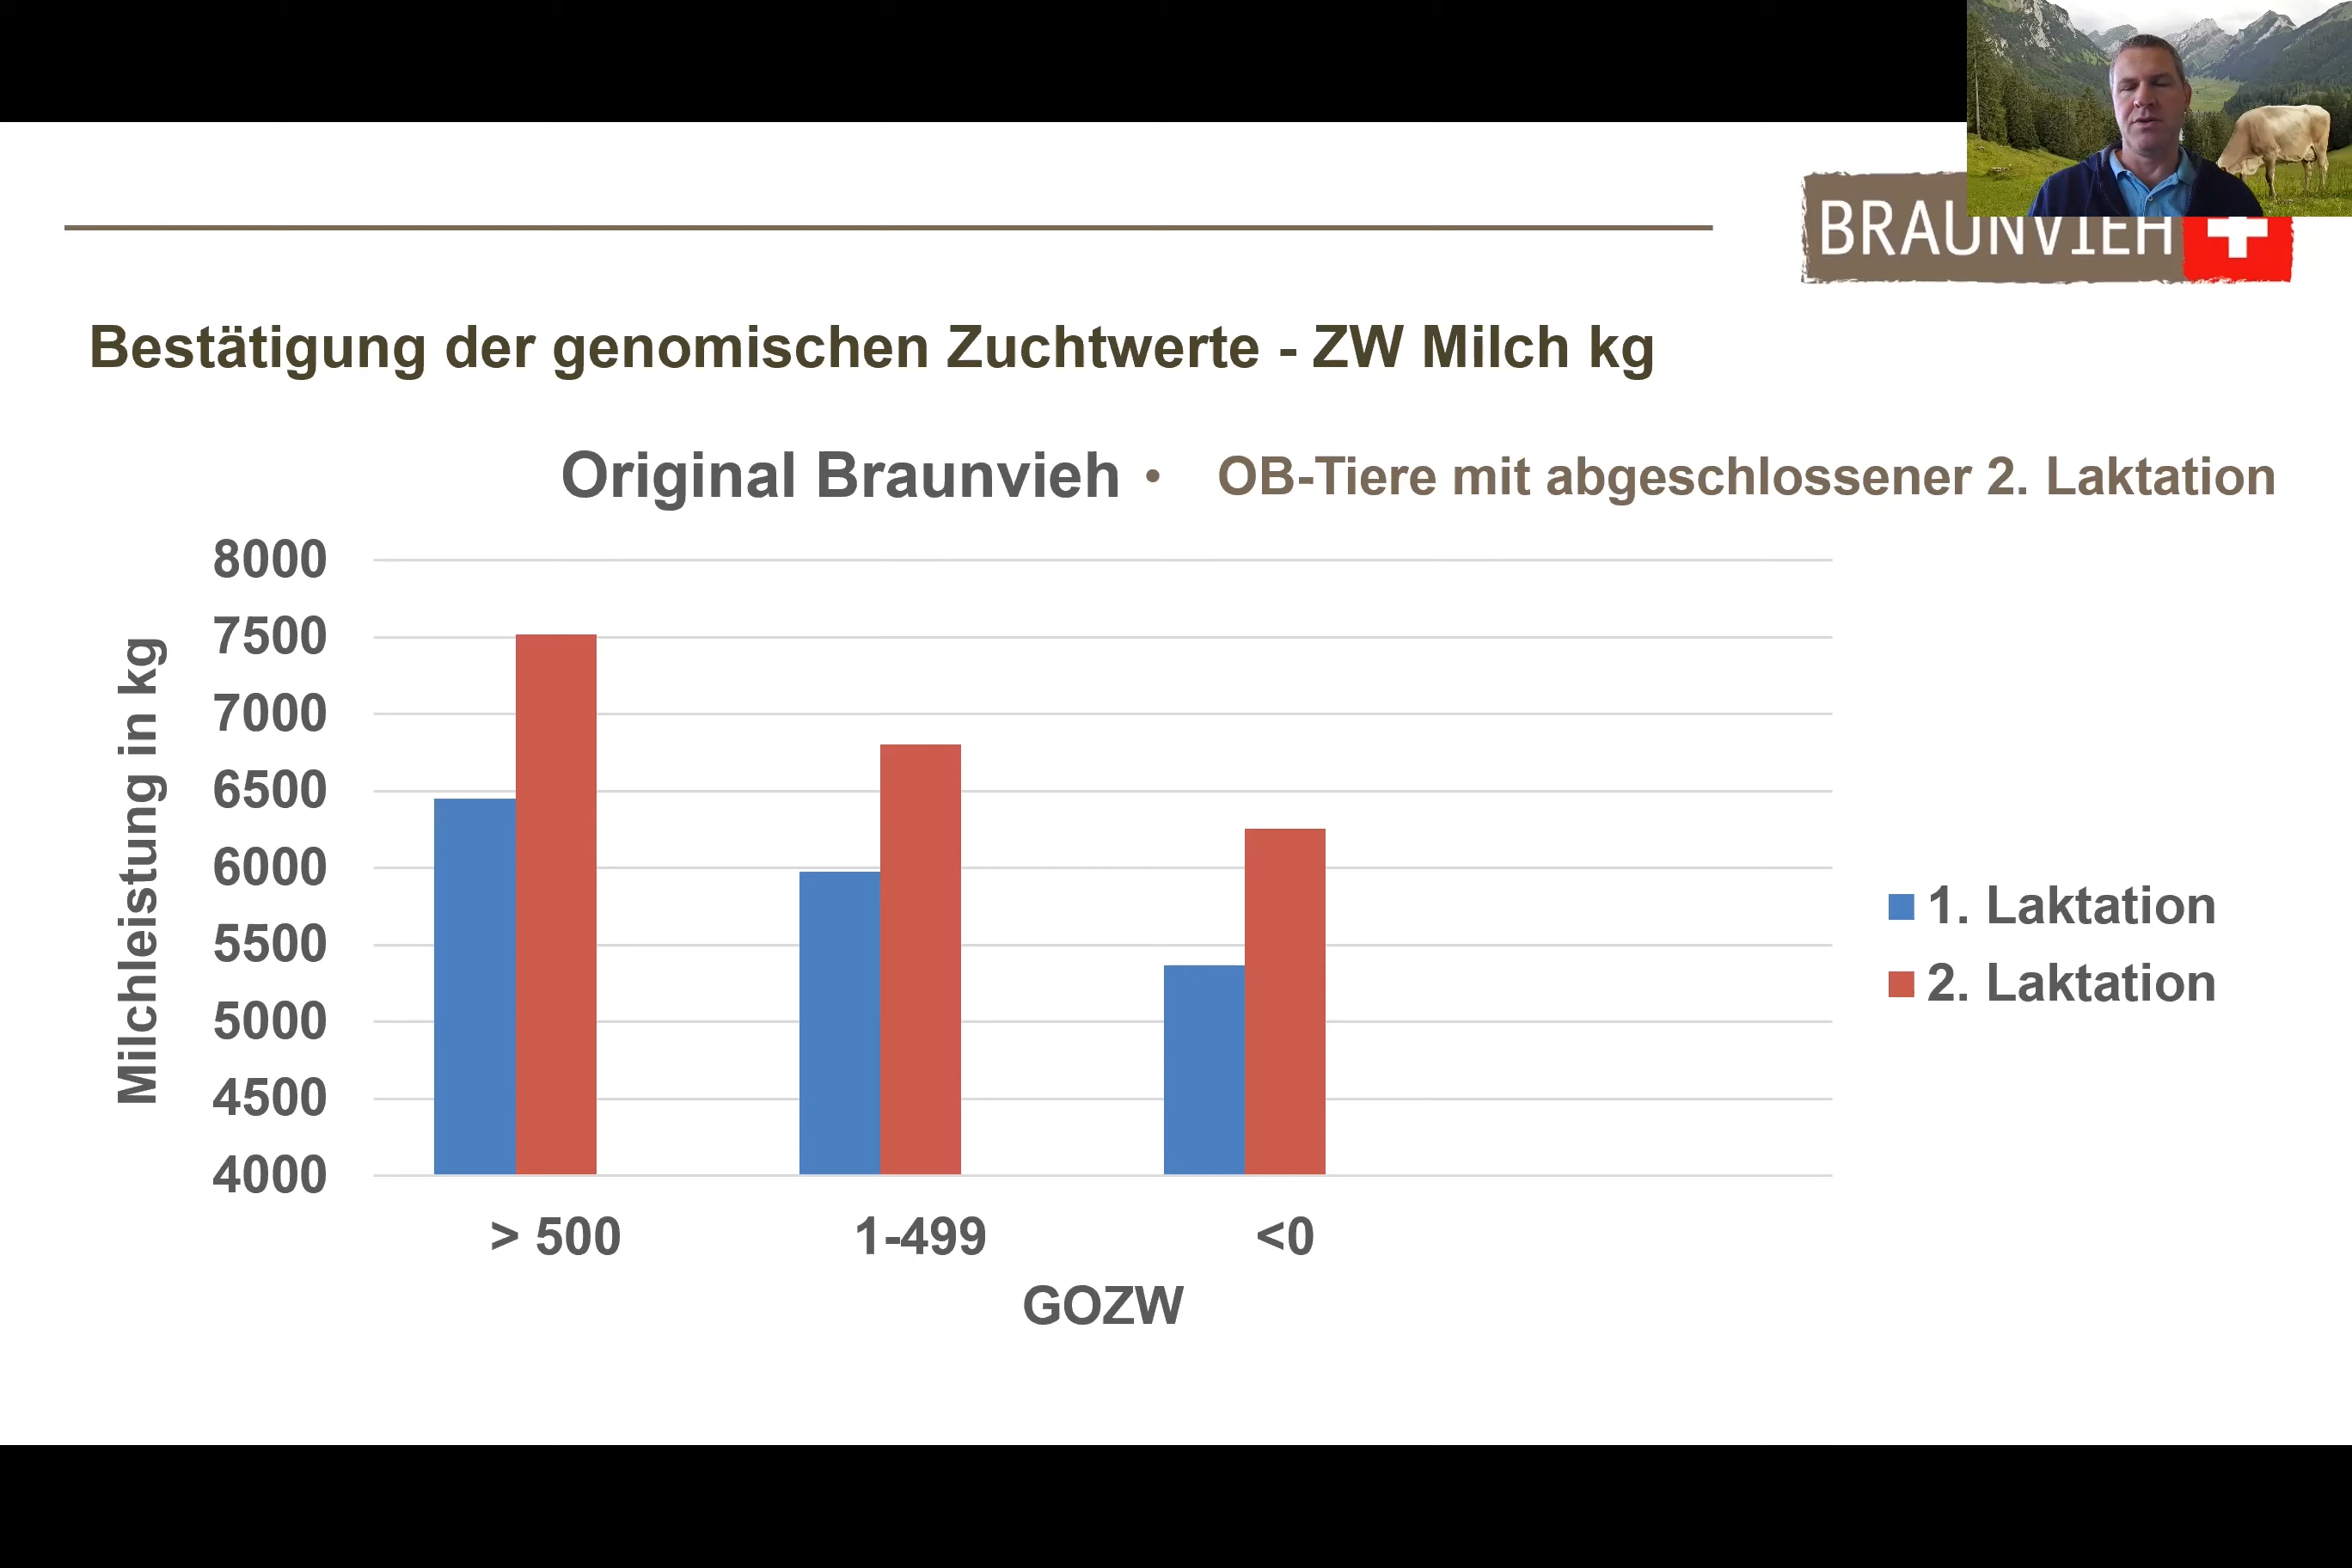 BRAUNVIEH
Bestätigung der genomischen Zuchtwerte - ZW Milch kg
Original Braunvieh • OB-Tiere mit abgeschlossener 2. Laktation
Milchleistung in kg
8000
7500
7000
6500
6000
5500
5000
4500
4000
> 500 1-499 <0
GOZW
1. Laktation
2. Laktation